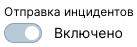 Отправка инцидентов
Включено